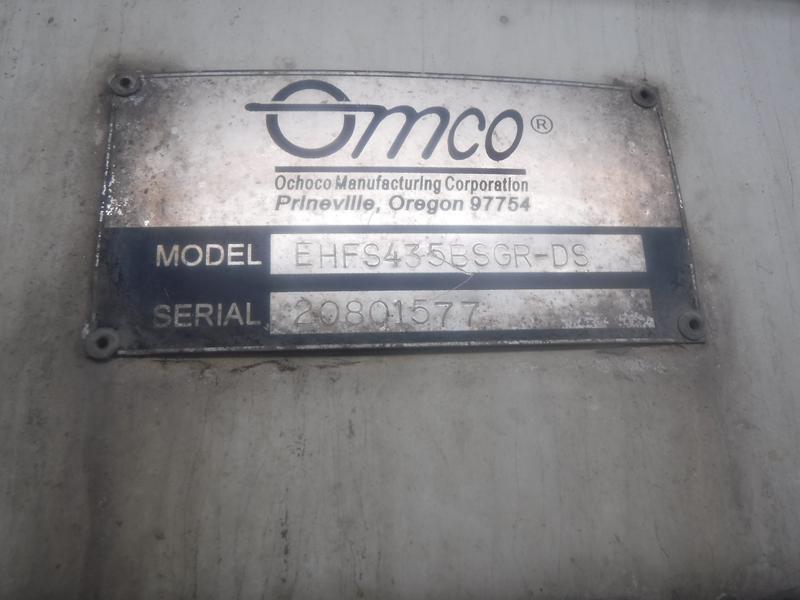 Omco®
Ochoco Manufacturing Corporation
Prineville, Oregon 97754
MODEL EHFS435BSGR-DS
SERIAL 20801577